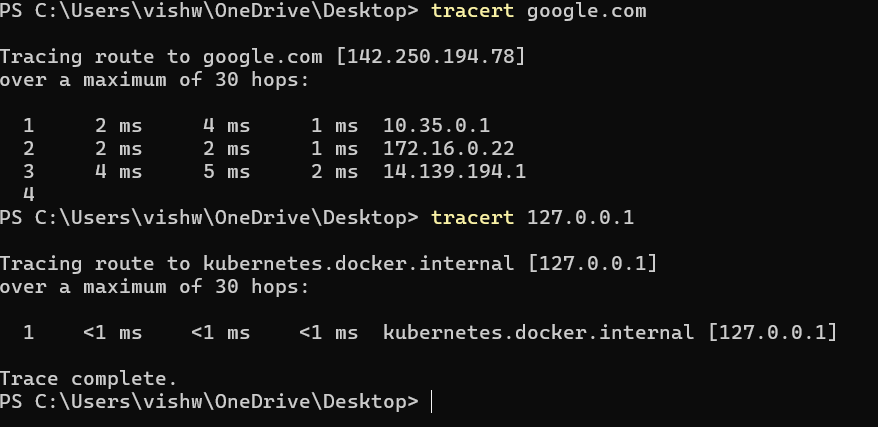 PS C:\Users\vishw\OneDrive\Desktop> tracert google.com
Tracing route to google.com [142.250.194.78]
over a maximum of 30 hops:
1 2 ms 4 ms 1 ms 10.35.0.1
2 2 ms 2 ms 1 ms 172.16.0.22
3 4 ms 5 ms 2 ms 14.139.194.1
4
PS C:\Users\vishw\OneDrive\Desktop> tracert 127.0.0.1
Tracing route to kubernetes.docker.internal [127.0.0.1]
over a maximum of 30 hops:
1 <1 ms <1 ms <1 ms kubernetes.docker.internal [127.0.0.1]
Trace complete.
PS C:\Users\vishw\OneDrive\Desktop>